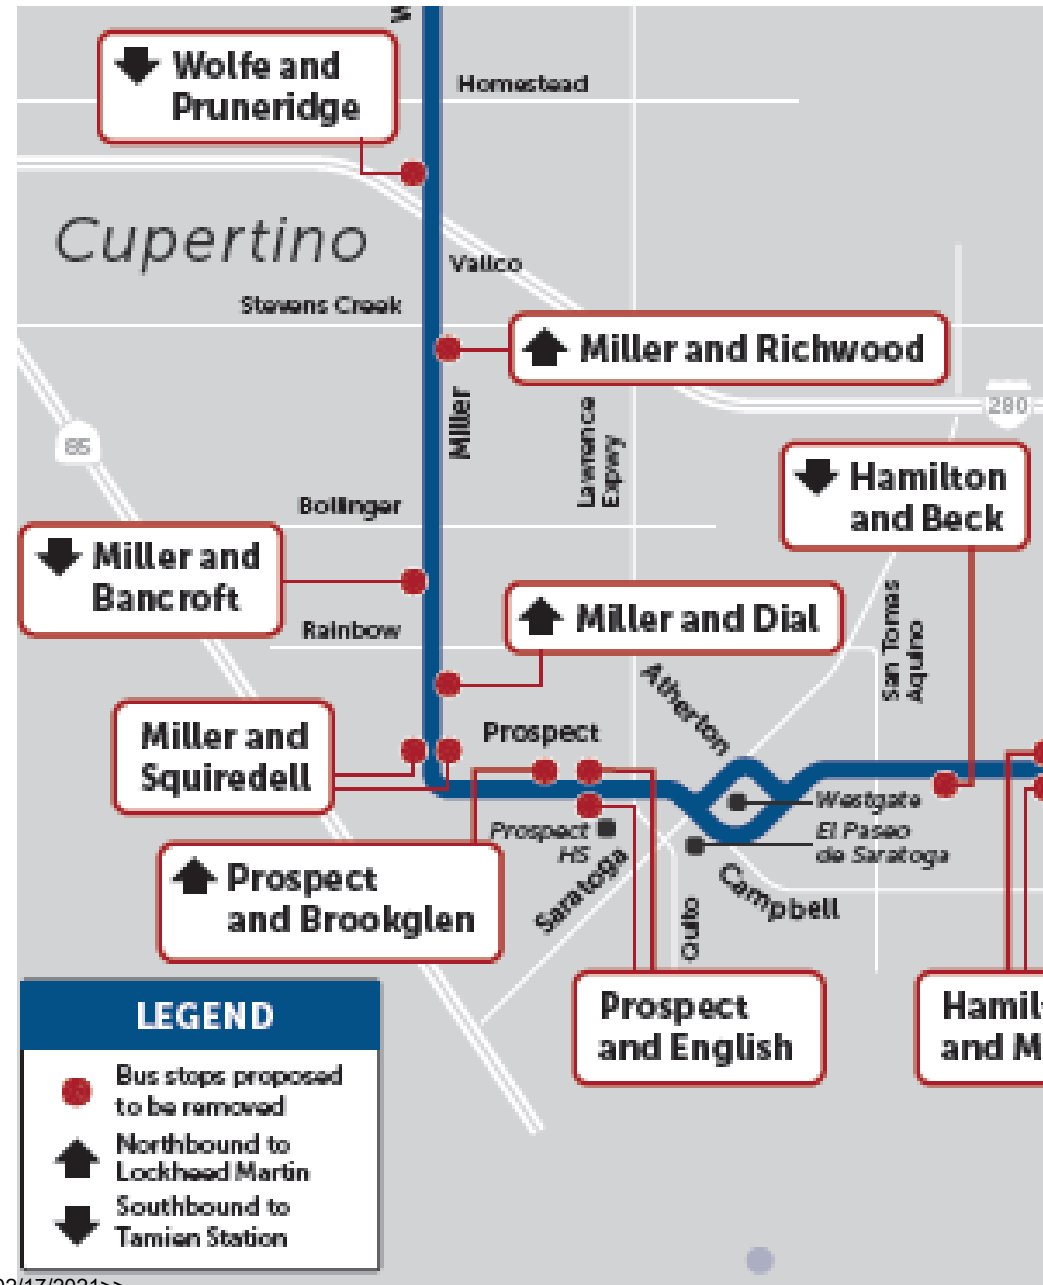 W
Wolfe and
Pruneridge
Homestead
Cupertino
Vallco
Stevens Creek
Miller and Richwood
280
Miller
Lawrence
Expwy
85
Hamilton
and Beck
Bollinger
Miller and
Bancroft
Miller and Dial
Rainbow
San Tomas
Aquino
Atherton
Miller and
Squiredell
Prospect
Westgate
Prospect
HS
El Paseo
de Saratoga
Prospect
and Brookglen
Saratoga
Campbell
Quito
Prospect
and English
Hamil
and M
LEGEND
Bus stops proposed
to be removed
Northbound to
Lockheed Martin
Southbound to
Tamien Station